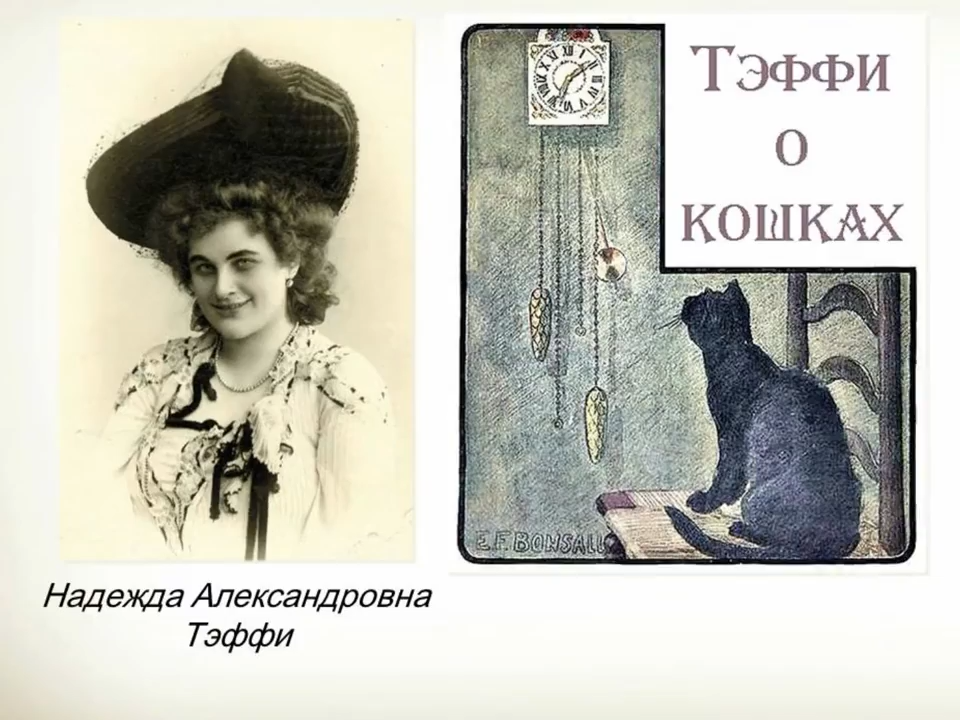 Тэффи
о
кошках
E.F.BONSALL
Надежда Александровна
Тэффи